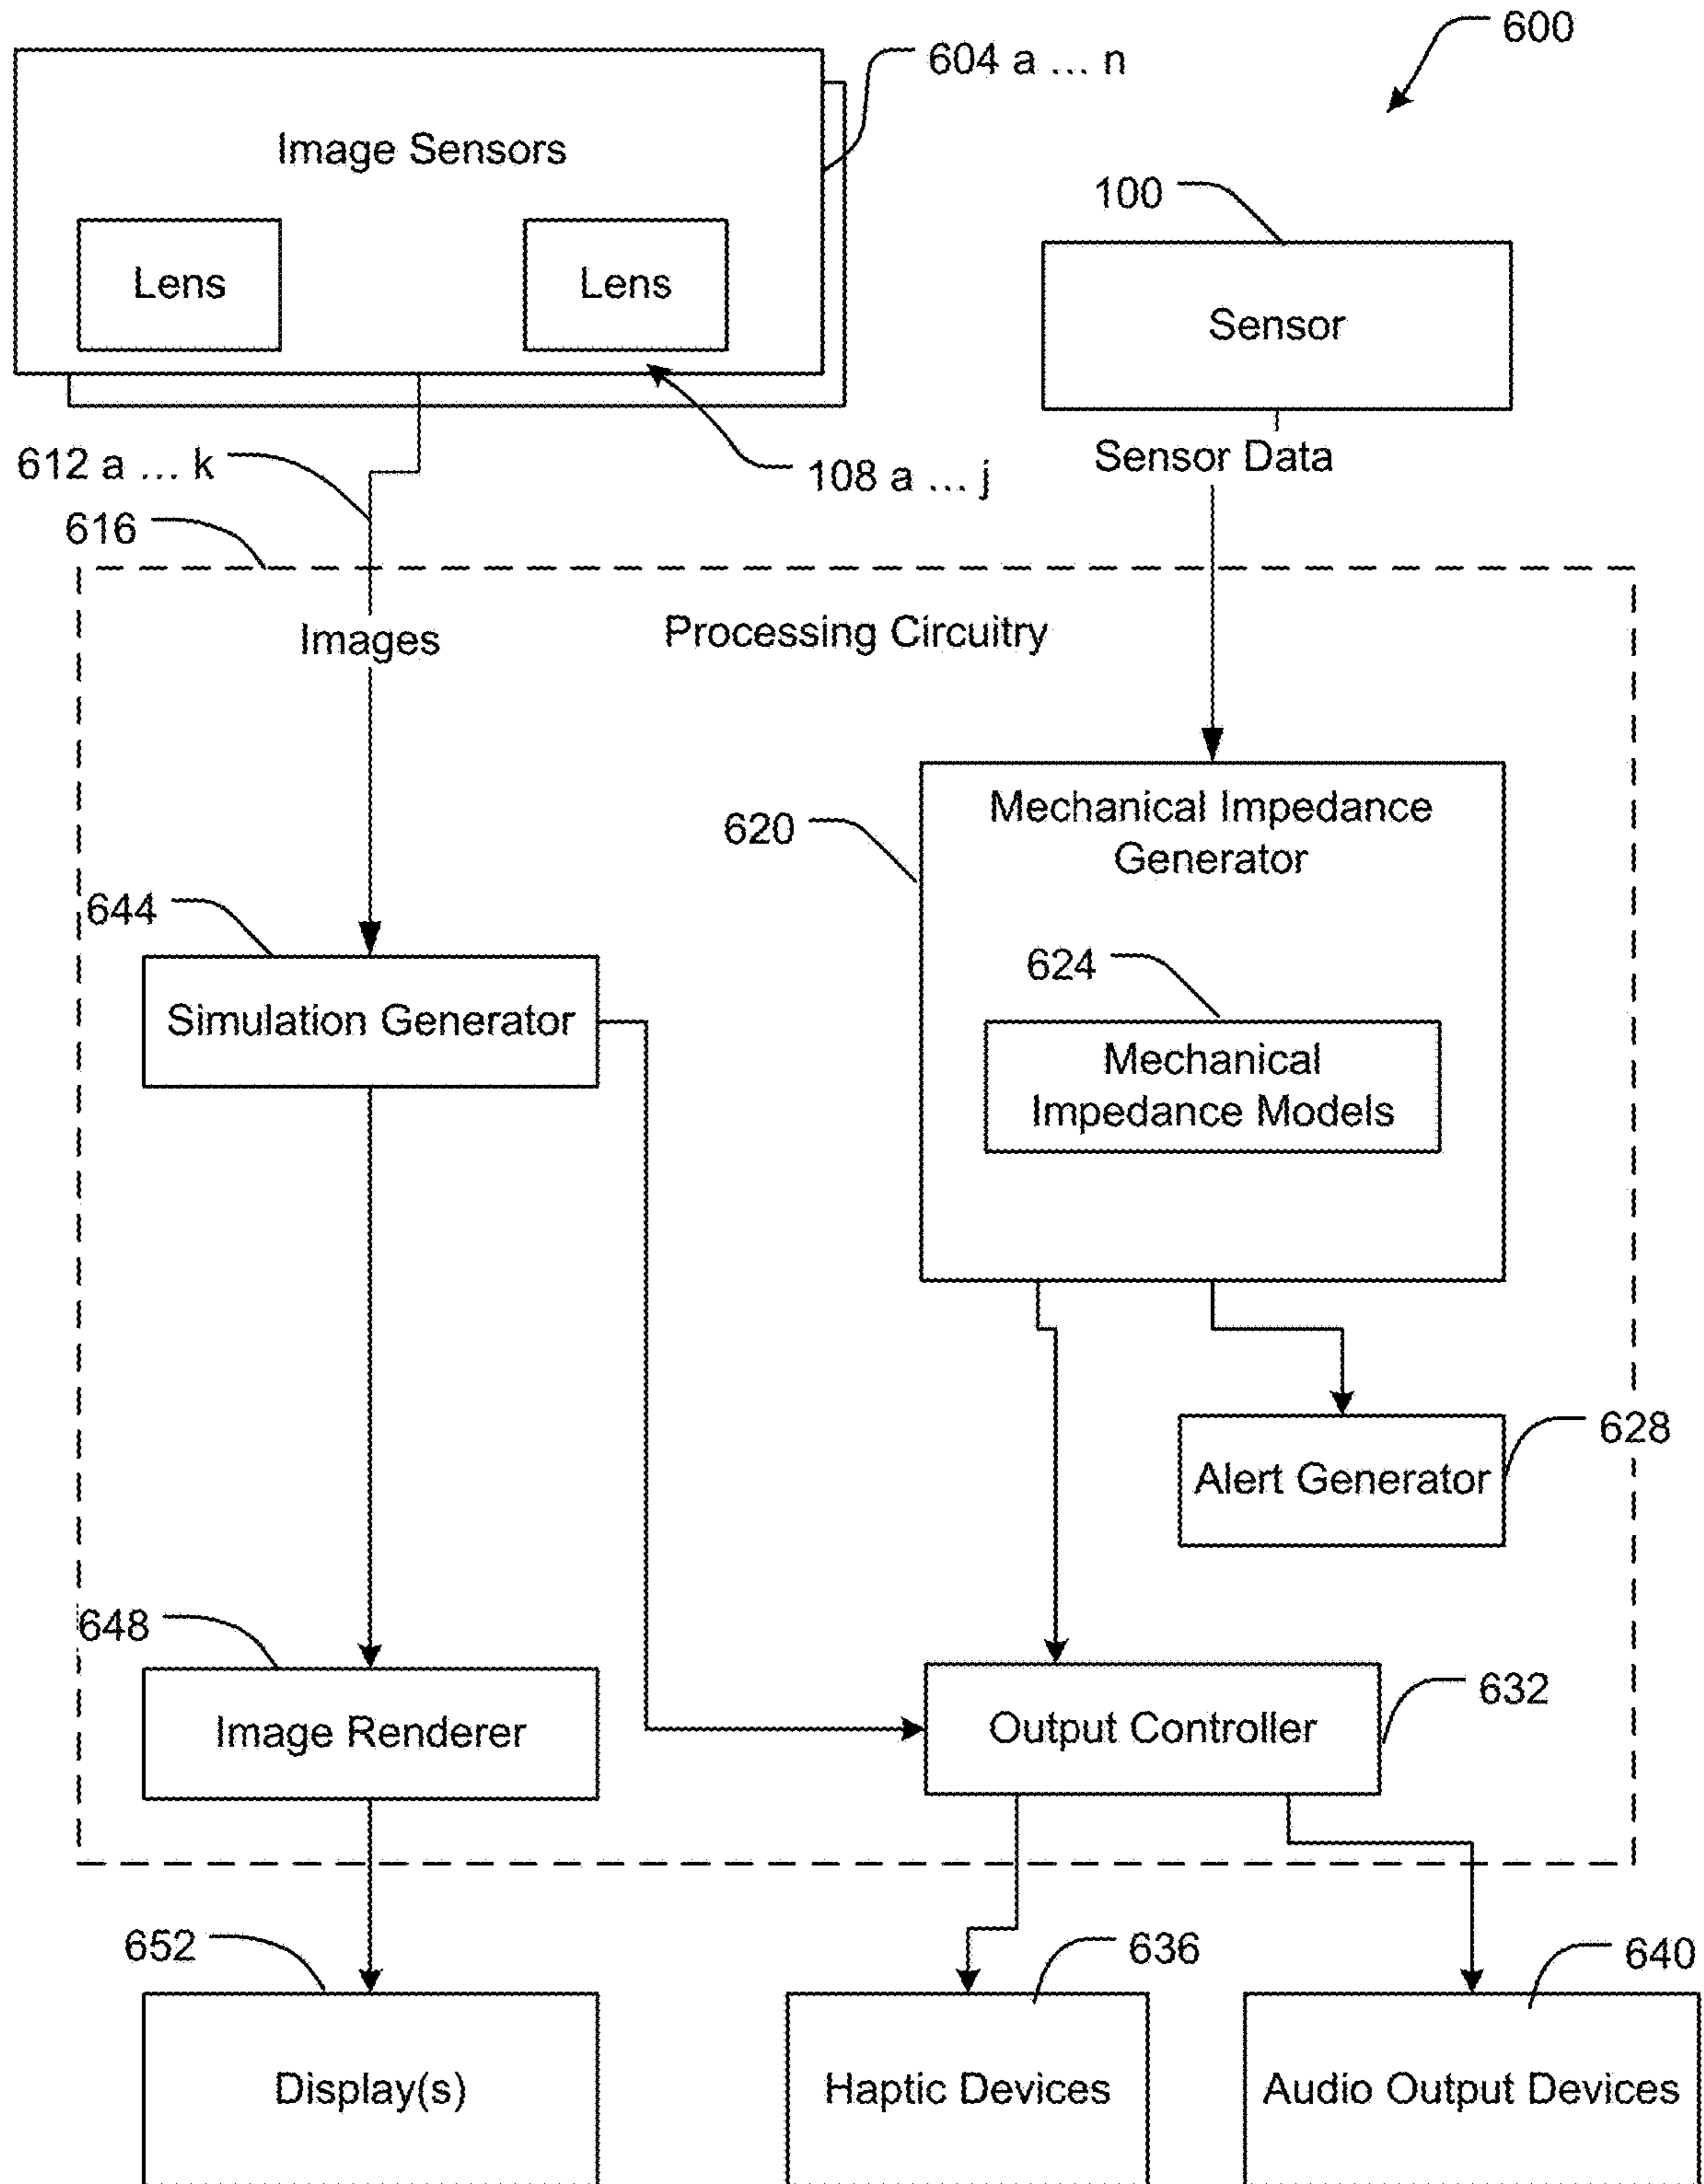 600
604 a ... n
Image Sensors
100
Lens
Lens
Sensor
612 a ... k
108 a ... j
Sensor Data
616
Images
Processing Circuitry
620
Mechanical Impedance
Generator
644
624
Simulation Generator
Mechanical
Impedance Models
628
Alert Generator
648
632
Image Renderer
Output Controller
652
636
640
Display(s)
Haptic Devices
Audio Output Devices